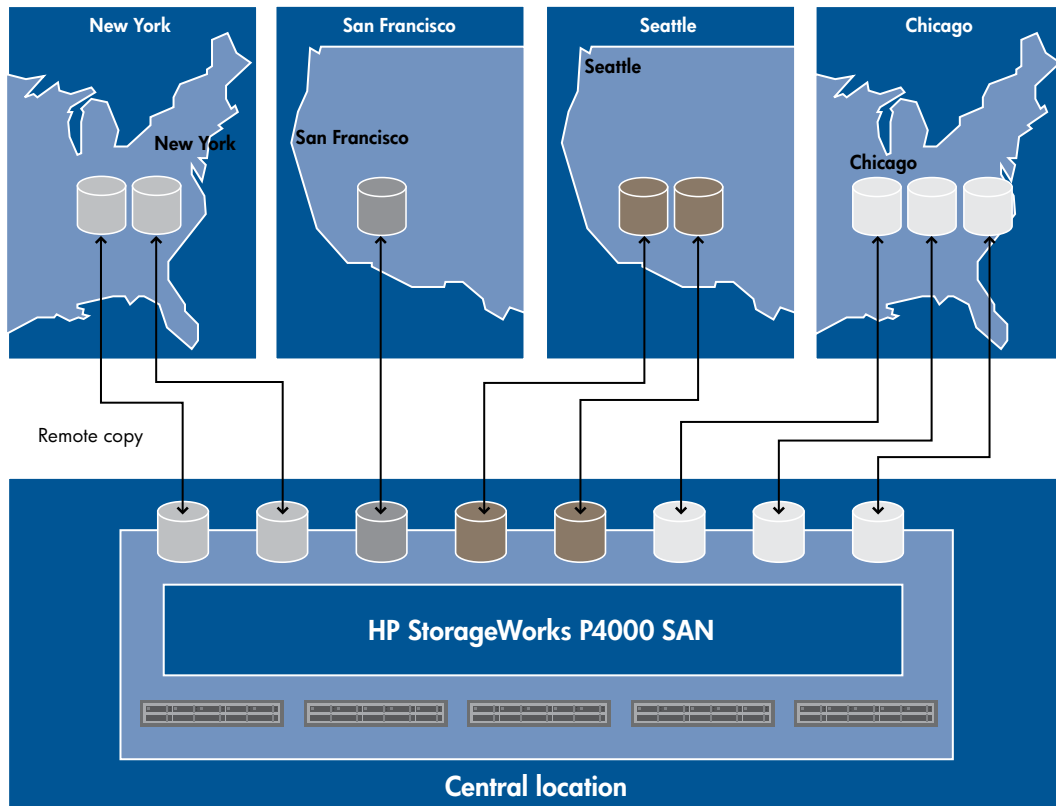 New York
San Francisco
Seattle
Chicago
New York
San Francisco
Seattle
Chicago
Remote copy
HP StorageWorks P4000 SAN
Central location